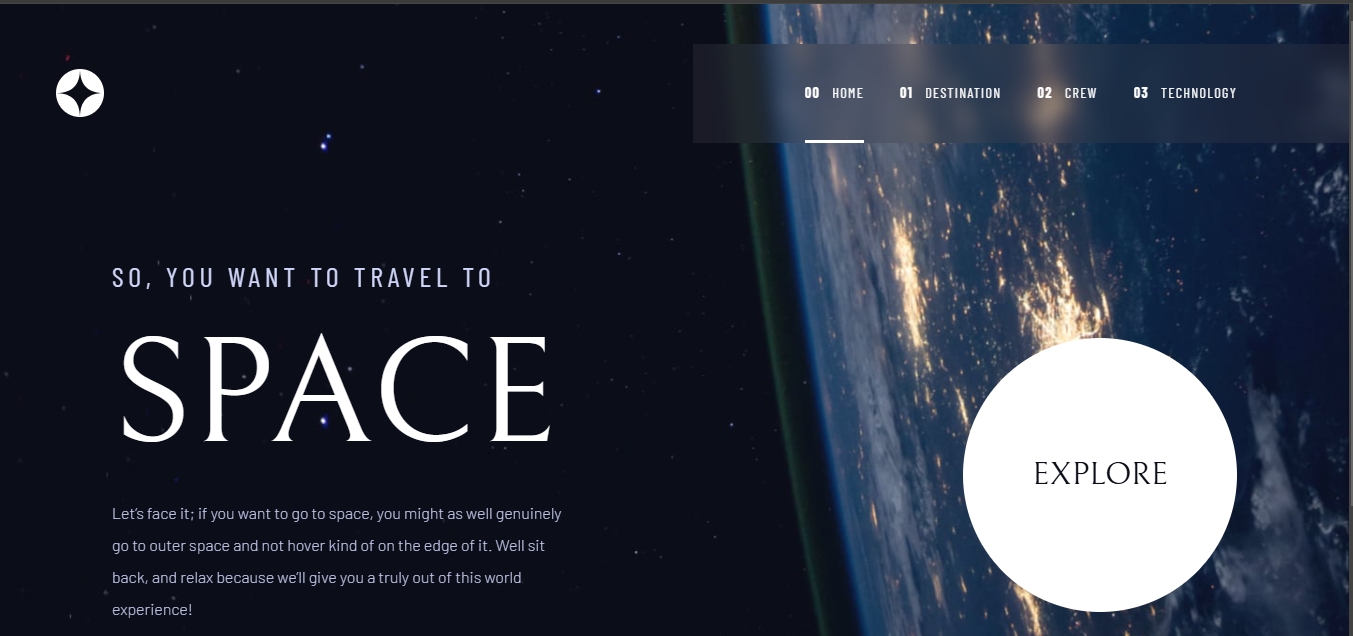 00 HOME 01 DESTINATION 02 CREW 03 TECHNOLOGY
SO, YOU WANT TO TRAVEL TO
SPACE
Let’s face it; if you want to go to space, you might as well genuinely
go to outer space and not hover kind of on the edge of it. Well sit
back, and relax because we’ll give you a truly out of this world
experience!
EXPLORE